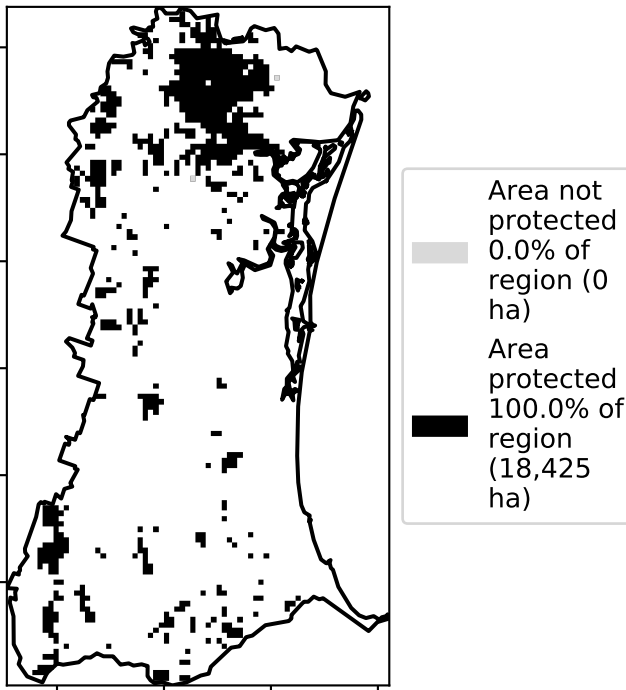 Area not
protected
0.0% of
region (0
ha)
Area
protected
100.0% of
region
(18,425
ha)